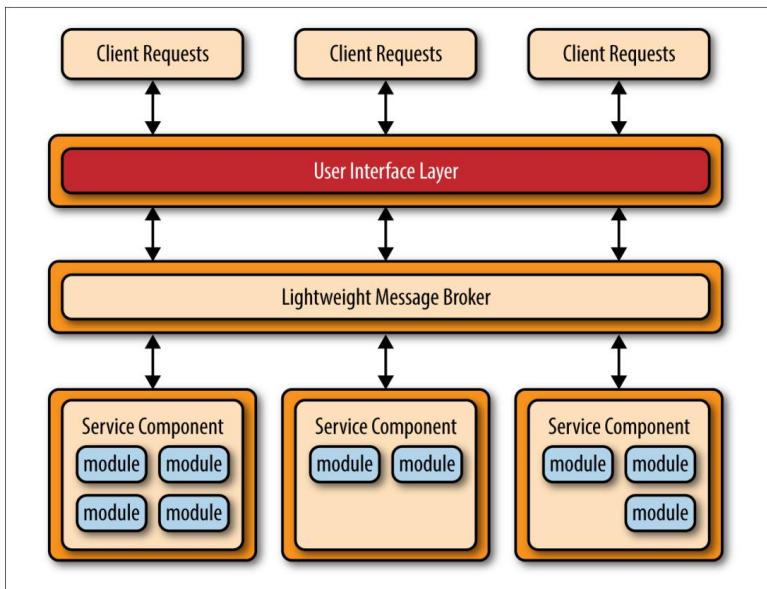 Client Requests
Client Requests
Client Requests
User Interface Layer
Lightweight Message Broker
Service Component
module module
module module
Service Component
module module
Service Component
module module
module